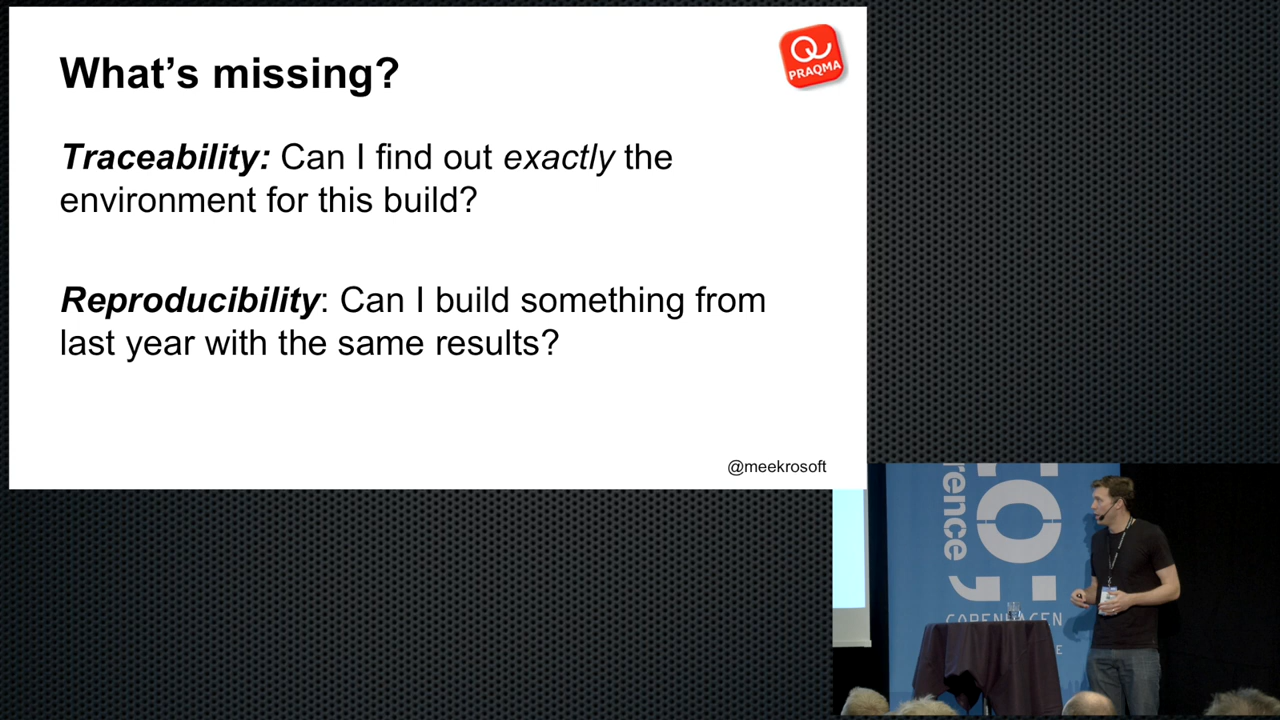 What's missing?
PRAQMA
Traceability: Can I find out exactly the
environment for this build?
Reproducibility: Can I build something from
last year with the same results?
@meekrosoft
rence
O;
COPENHAGEN
E